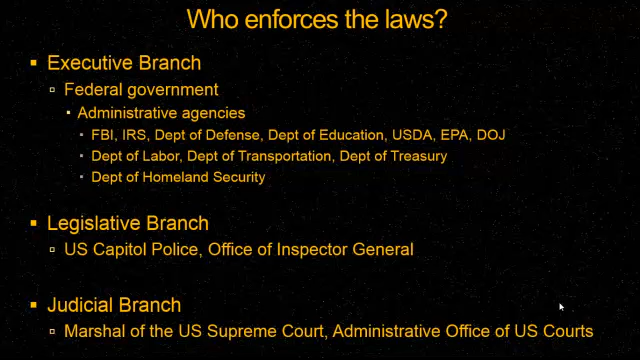 Who enforces the laws?
Executive Branch
Federal government
Administrative agencies
FBI, IRS, Dept of Defense, Dept of Education, USDA, EPA, DOJ
Dept of Labor, Dept of Transportation, Dept of Treasury
Dept of Homeland Security
Legislative Branch
US Capitol Police, Office of Inspector General
Judicial Branch
Marshal of the US Supreme Court, Administrative Office of US Courts